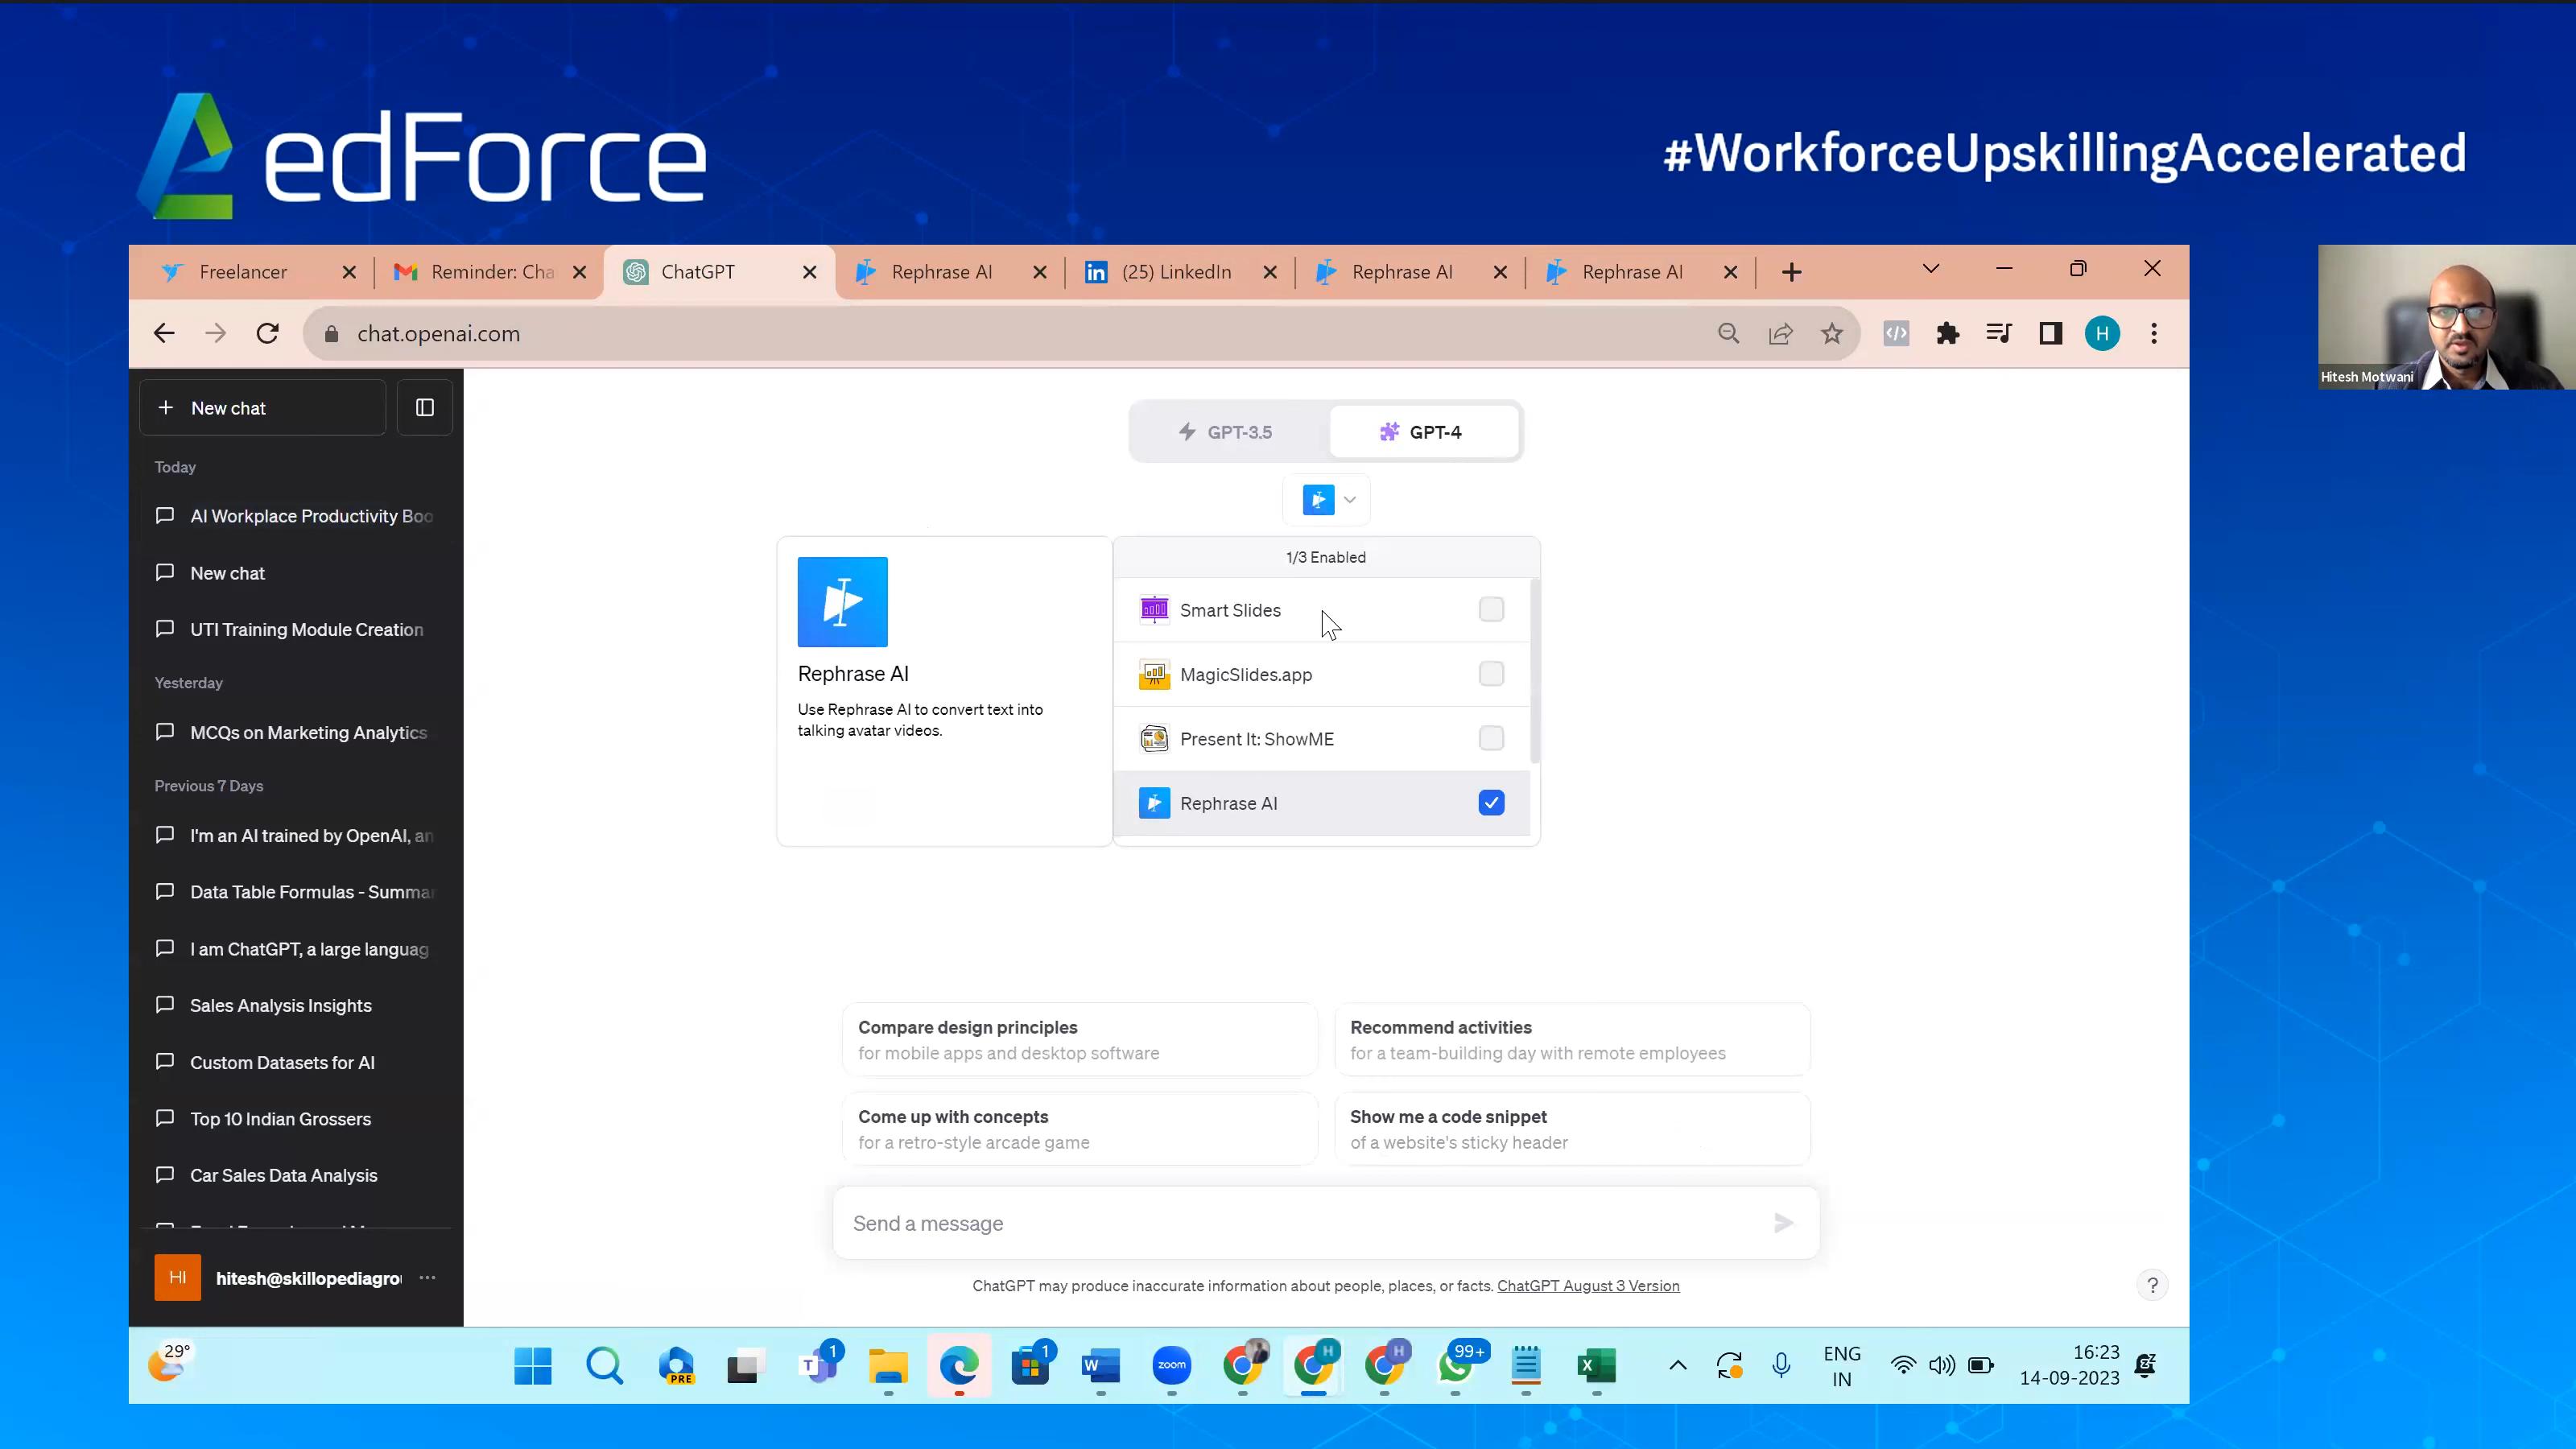 edForce
#WorkforceUpskillingAccelerated
Freelancer
Reminder: Cha
ChatGPT
Rephrase AI
(25) LinkedIn
Rephrase AI
Rephrase AI
chat.openai.com
H
Hitesh Motwani
New chat
Today
AI Workplace Productivity Boo
New chat
UTI Training Module Creation
Yesterday
MCQs on Marketing Analytics
Previous 7 Days
I'm an AI trained by OpenAI, an
Data Table Formulas - Summar
I am ChatGPT, a large languag
Sales Analysis Insights
Custom Datasets for AI
Top 10 Indian Grossers
Car Sales Data Analysis
HI
hitesh@skillopediagro
GPT-3.5
GPT-4
Rephrase AI
Use Rephrase AI to convert text into
talking avatar videos.
1/3 Enabled
Smart Slides
MagicSlides.app
Present It: ShowME
Rephrase AI
Compare design principles
for mobile apps and desktop software
Recommend activities
for a team-building day with remote employees
Come up with concepts
for a retro-style arcade game
Show me a code snippet
of a website's sticky header
Send a message
ChatGPT may produce inaccurate information about people, places, or facts. ChatGPT August 3 Version
?
29°
PRE
T
1
1
W
zoom
H
H
99+
X
ENG
IN
16:23
14-09-2023